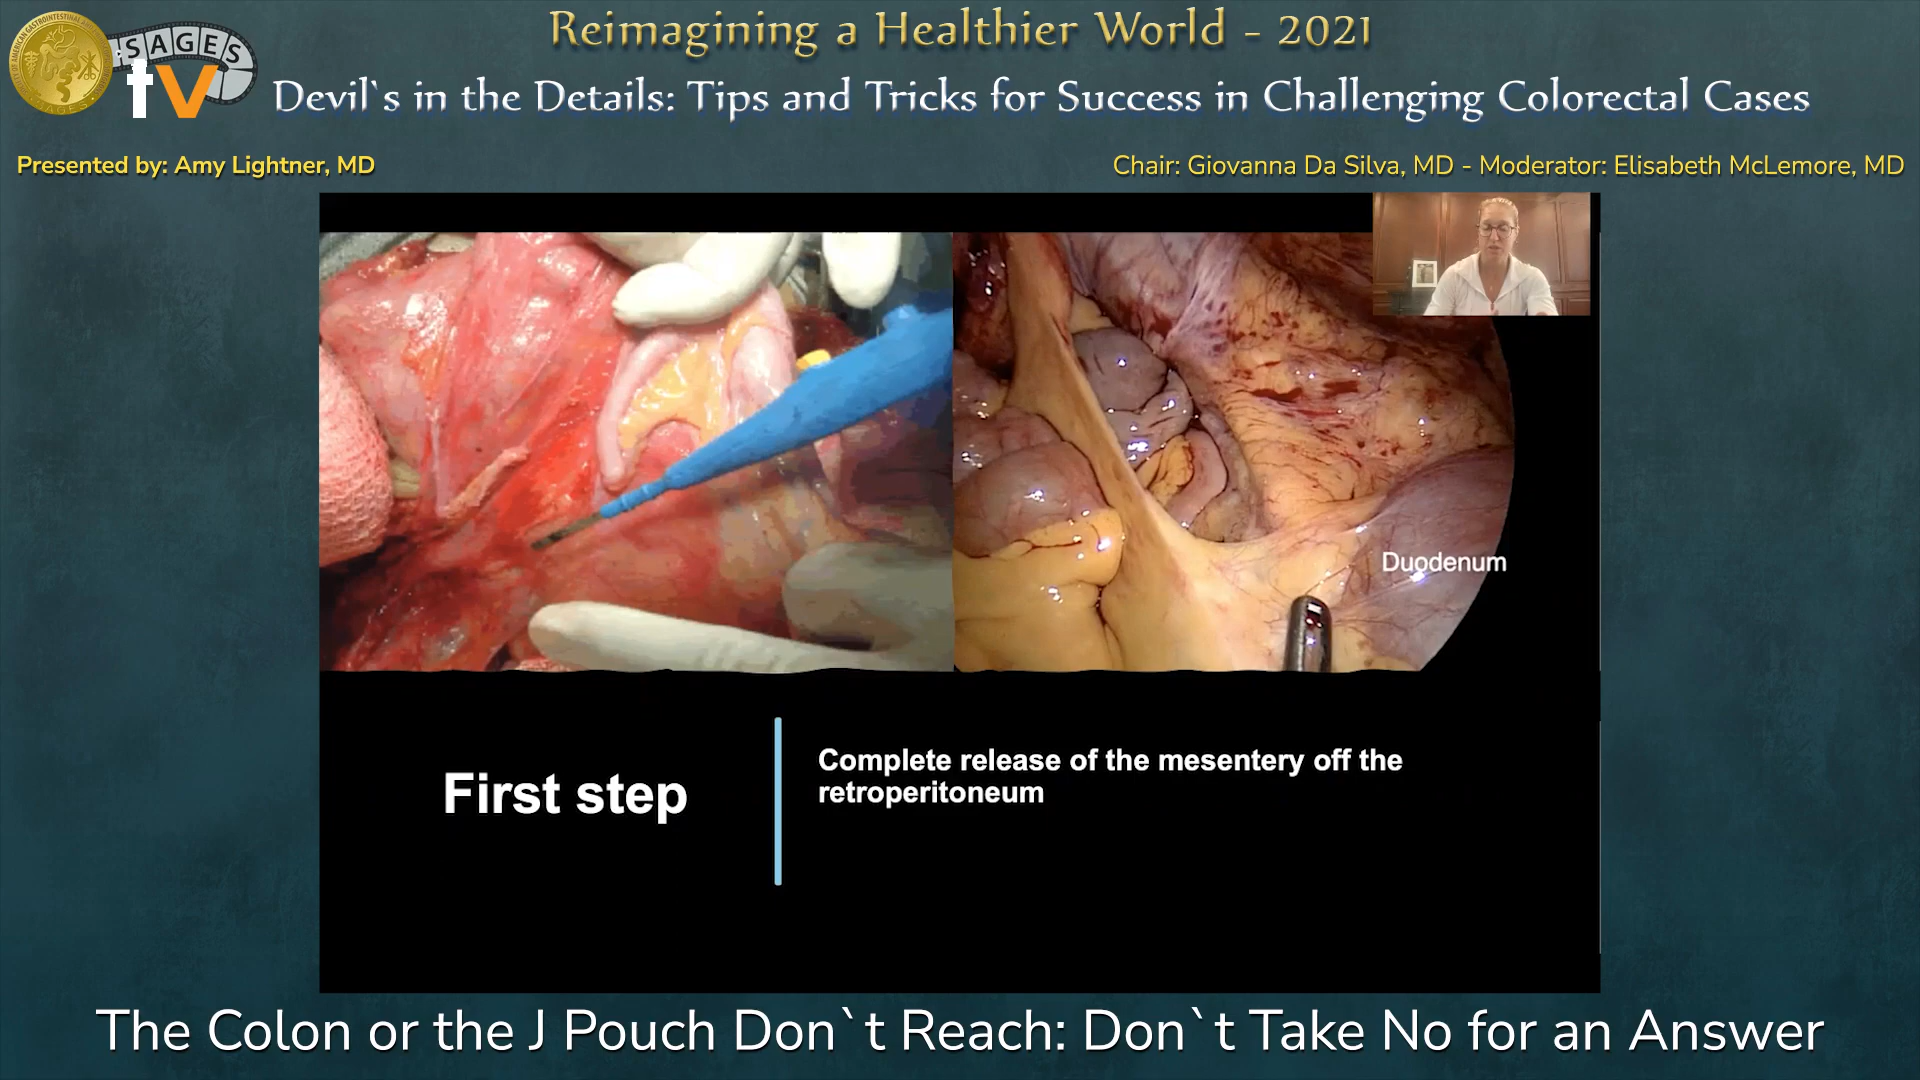 SAGES
tv
SAGES
Reimagining a Healthier World - 2021
Devil`s in the Details: Tips and Tricks for Success in Challenging Colorectal Cases
Presented by: Amy Lightner, MD
Chair: Giovanna Da Silva, MD - Moderator: Elisabeth McLemore, MD
Duodenum
First step
Complete release of the mesentery off the
retroperitoneum
The Colon or the J Pouch Don`t Reach: Don`t Take No for an Answer